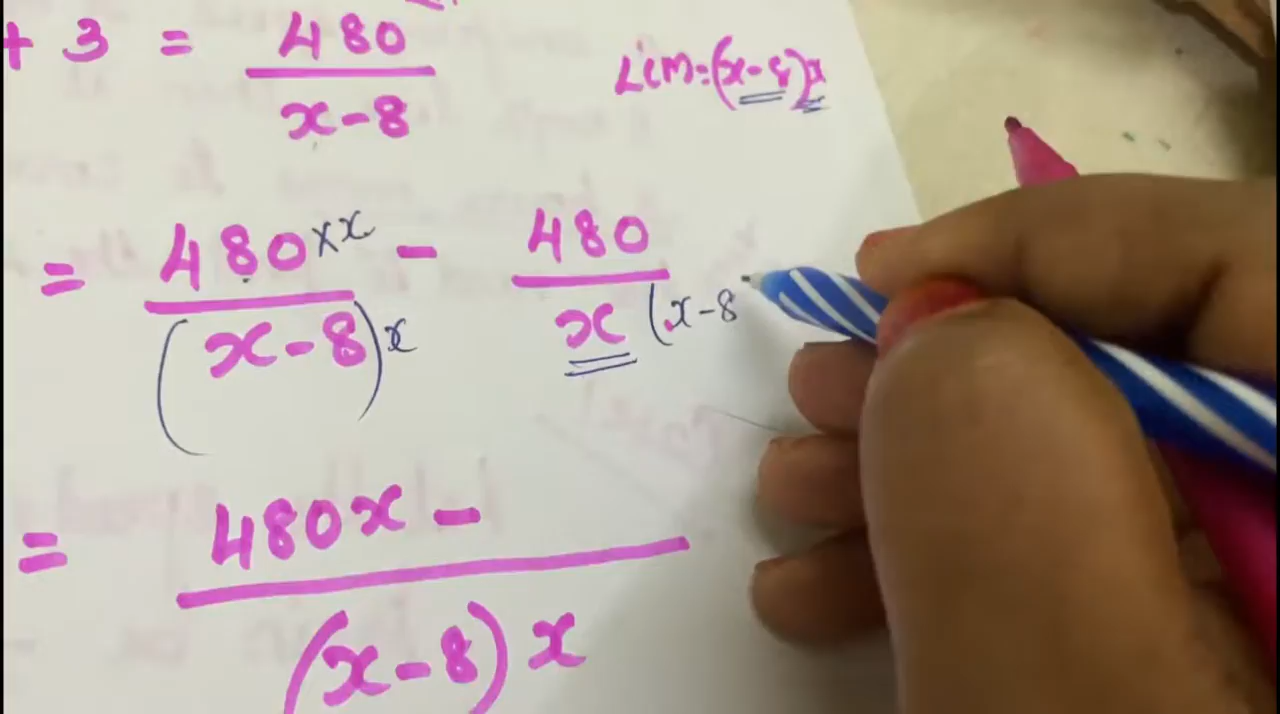 + 3 = 480
x-8
LCM=(x-8)x
= 480×x - 480
(x-8)x x(x-8
= 480x -
(x-8) x